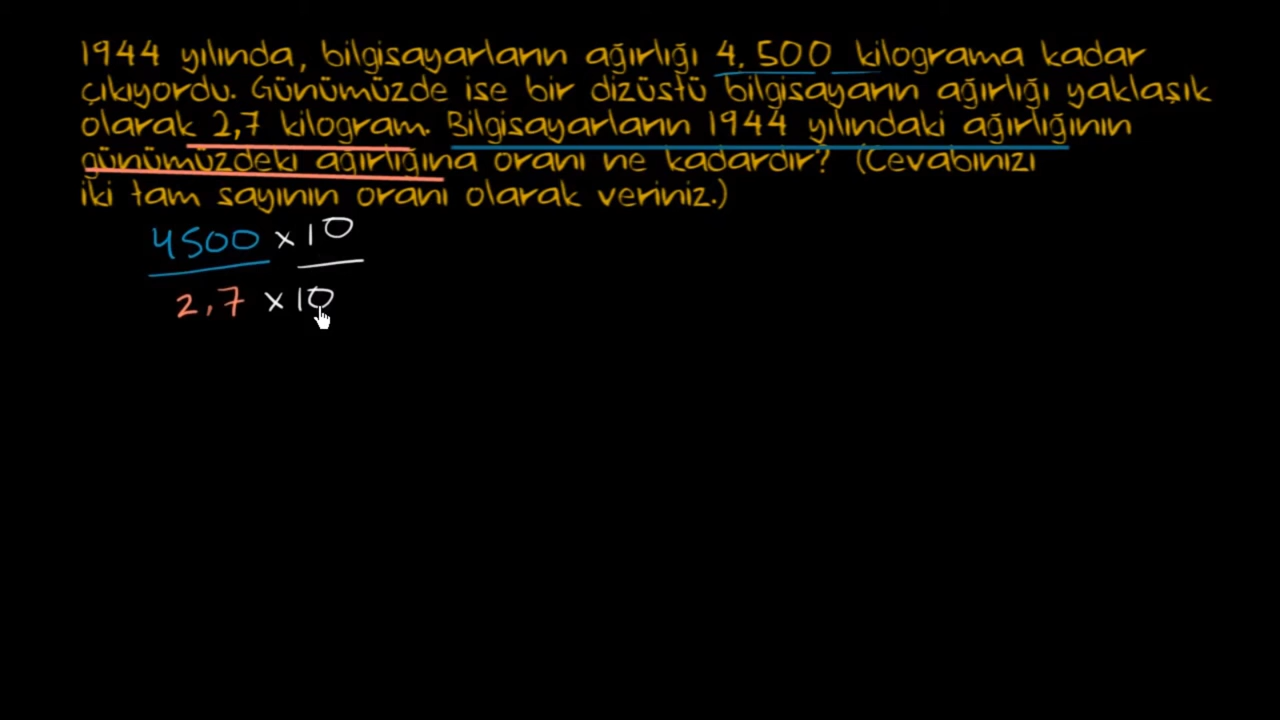 1944 yılında, bilgisayarların ağırlığı 4.500 kilograma kadar
çıkıyordu. Günümüzde ise bir dizüstü bilgisayarın ağırlığı yaklaşık
olarak 2,7 kilogram. Bilgisayarların 1944 yılındaki ağırlığının
günümüzdeki ağırlığına oranı ne kadardır? (Cevabınızı
iki tam sayının oranı olarak veriniz.)
4500 × 10
2,7 × 10